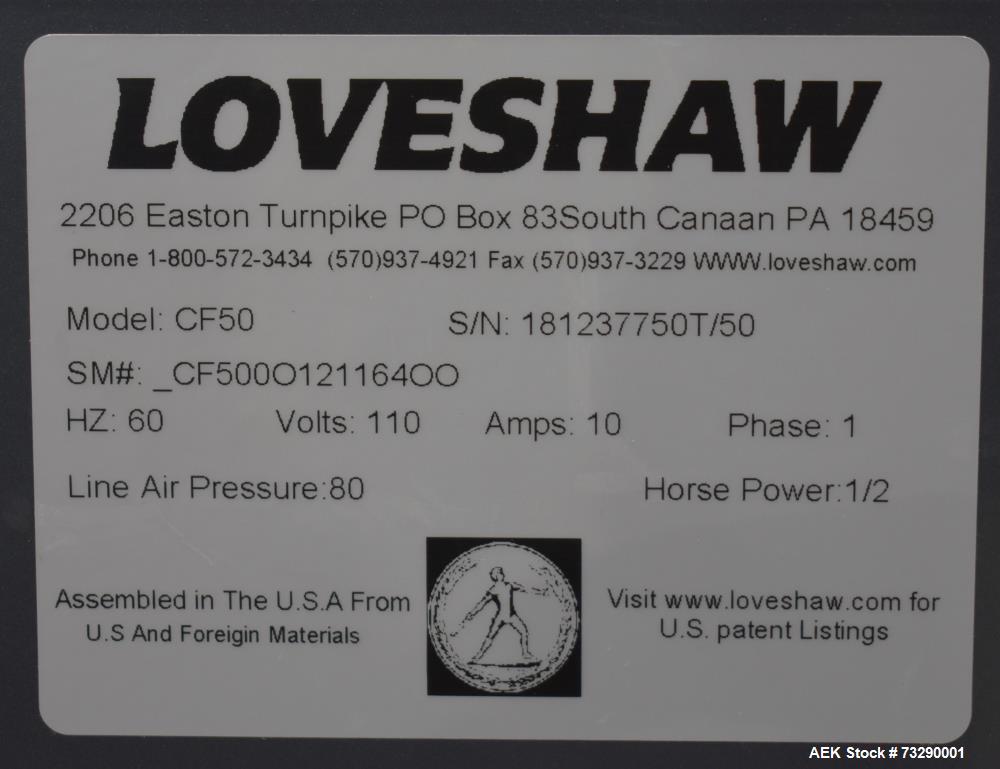 LOVESHAW
2206 Easton Turnpike PO Box 83South Canaan PA 18459
Phone 1-800-572-3434 (570)937-4921 Fax (570)937-3229 WWW.loveshaw.com
Model: CF50 S/N: 181237750T/50
SM#: _CF500O121164OO
HZ: 60 Volts: 110 Amps: 10 Phase: 1
Line Air Pressure:80 Horse Power:1/2
Assembled in The U.S.A From
U.S And Foreigin Materials
Visit www.loveshaw.com for
U.S. patent Listings
AEK Stock # 73290001